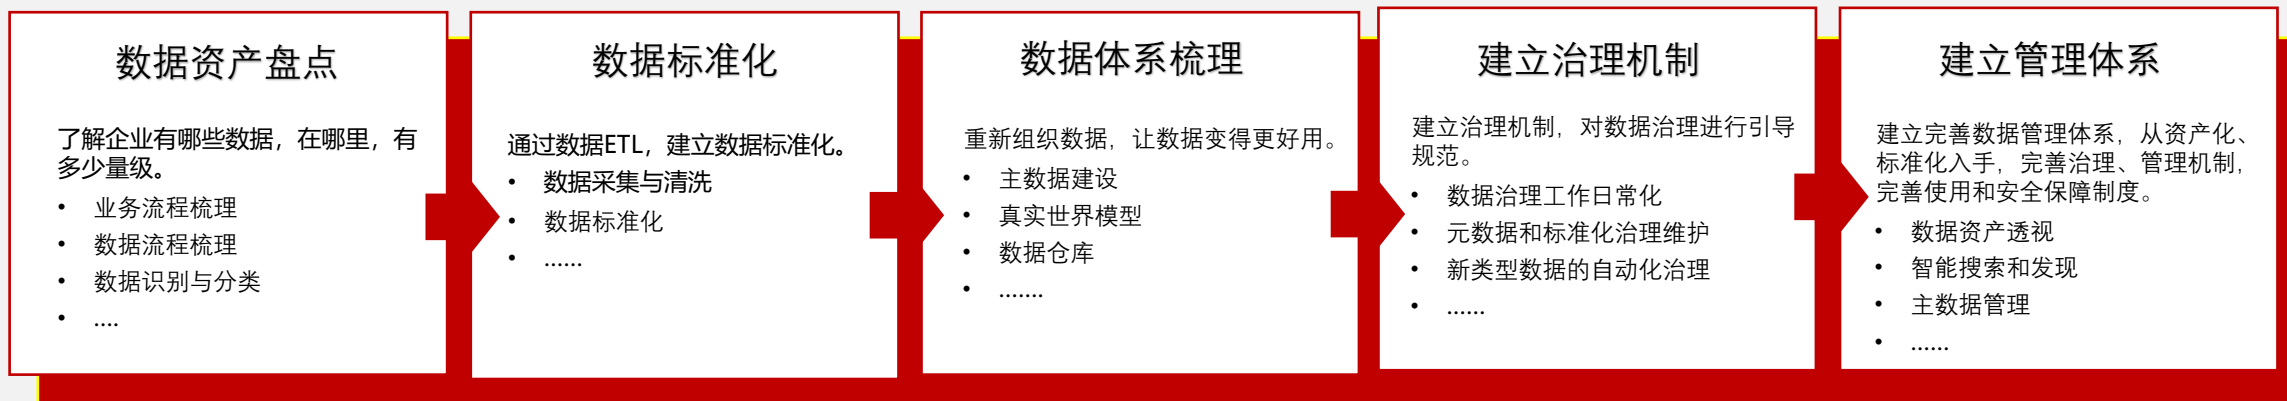 数据资产盘点
了解企业有哪些数据，在哪里，有
多少量级。
• 业务流程梳理
• 数据流程梳理
• 数据识别与分类
• ....
数据标准化
通过数据ETL，建立数据标准化。
• 数据采集与清洗
• 数据标准化
• ......
数据体系梳理
重新组织数据，让数据变得更好用。
• 主数据建设
• 真实世界模型
• 数据仓库
• .......
建立治理机制
建立治理机制，对数据治理进行引导
规范。
• 数据治理工作日常化
• 元数据和标准化治理维护
• 新类型数据的自动化治理
• ......
建立管理体系
建立完善数据管理体系，从资产化、
标准化入手，完善治理、管理机制，
完善使用和安全保障制度。
• 数据资产透视
• 智能搜索和发现
• 主数据管理
• ......